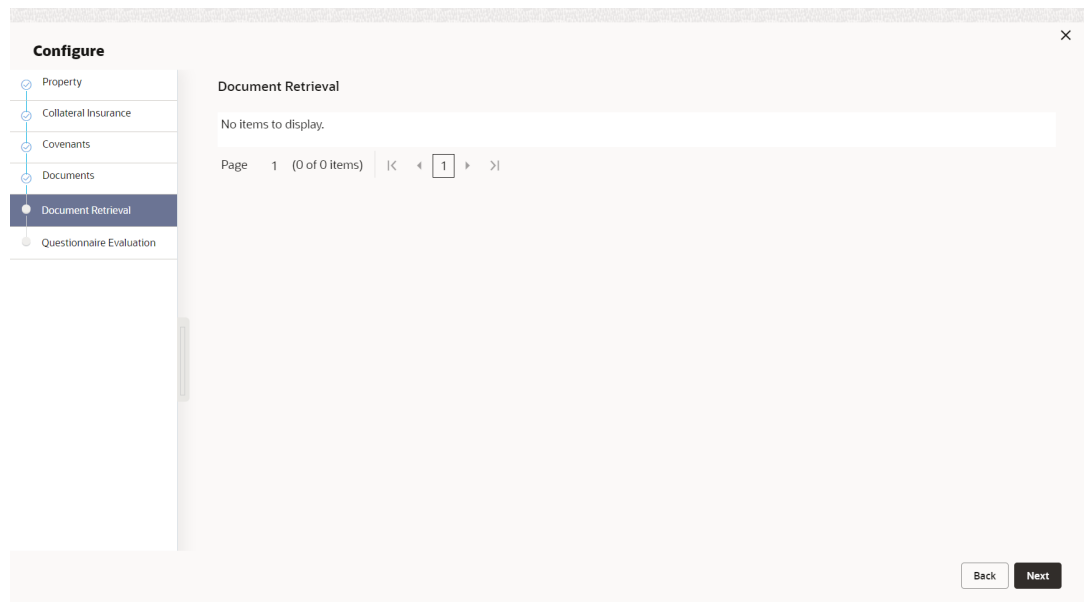 Configure
Property
Collateral Insurance
Covenants
Documents
Document Retrieval
Questionnaire Evaluation
Document Retrieval
No items to display.
Page 1 (0 of 0 items) 1
Back Next